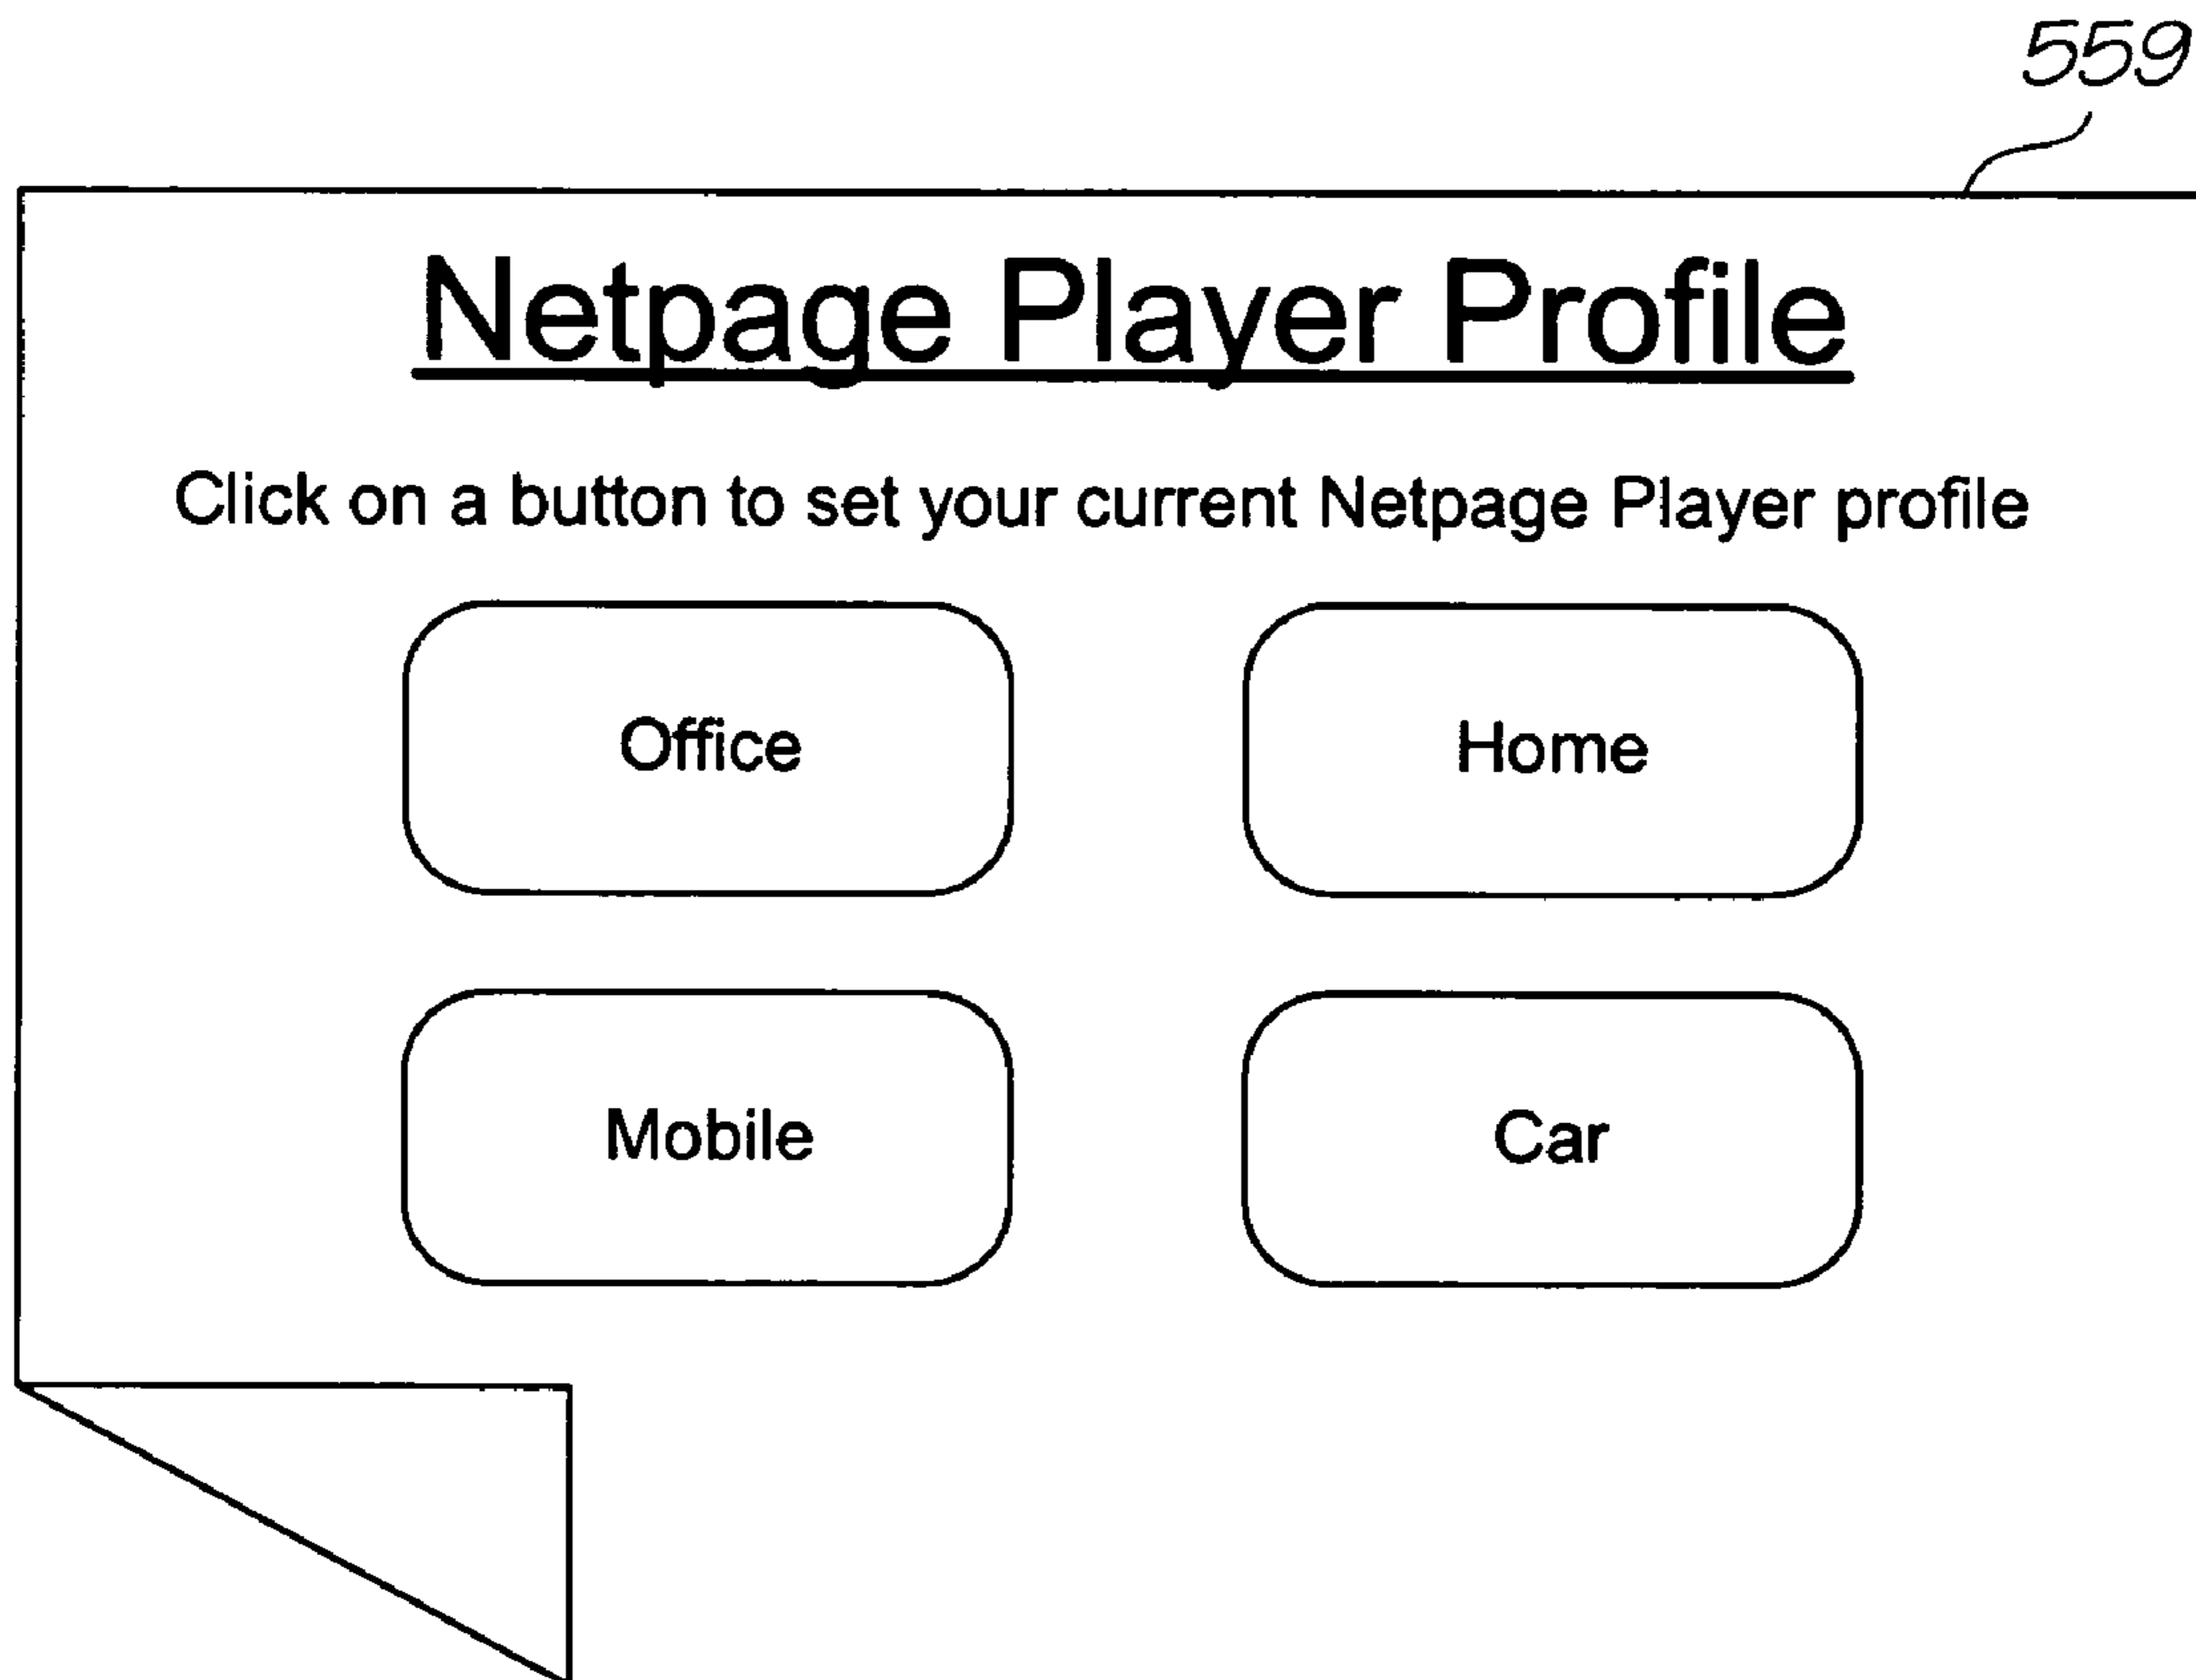 559
Netpage Player Profile
Click on a button to set your current Netpage Player profile
Office Home
Mobile Car